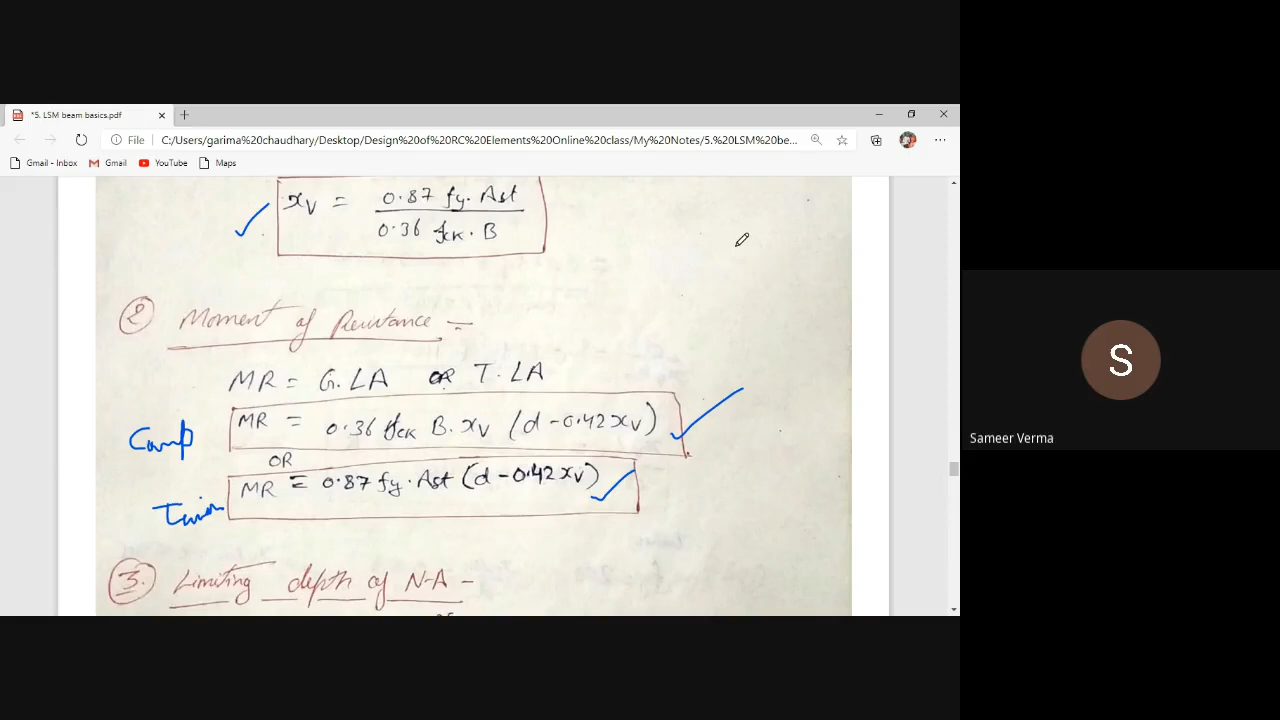 *5. LSM beam basics.pdf
File
C:/Users/garima%20chaudhary/Desktop/Design%20of%20RC%20Elements%20Online%20class/My%20Notes/5.%20LSM%20be...
Gmail - Inbox Gmail YouTube Maps
xᵤ = 0.87 fy. Ast / 0.36 fck. B
② Moment of Resistance =
MR = C. LA OR T. LA
Comp MR = 0.36 fck B. xᵤ (d - 0.42 xᵤ)
OR
MR = 0.87 fy. Ast (d - 0.42 xᵤ)
③. Limiting depth of N-A -
S
Sameer Verma